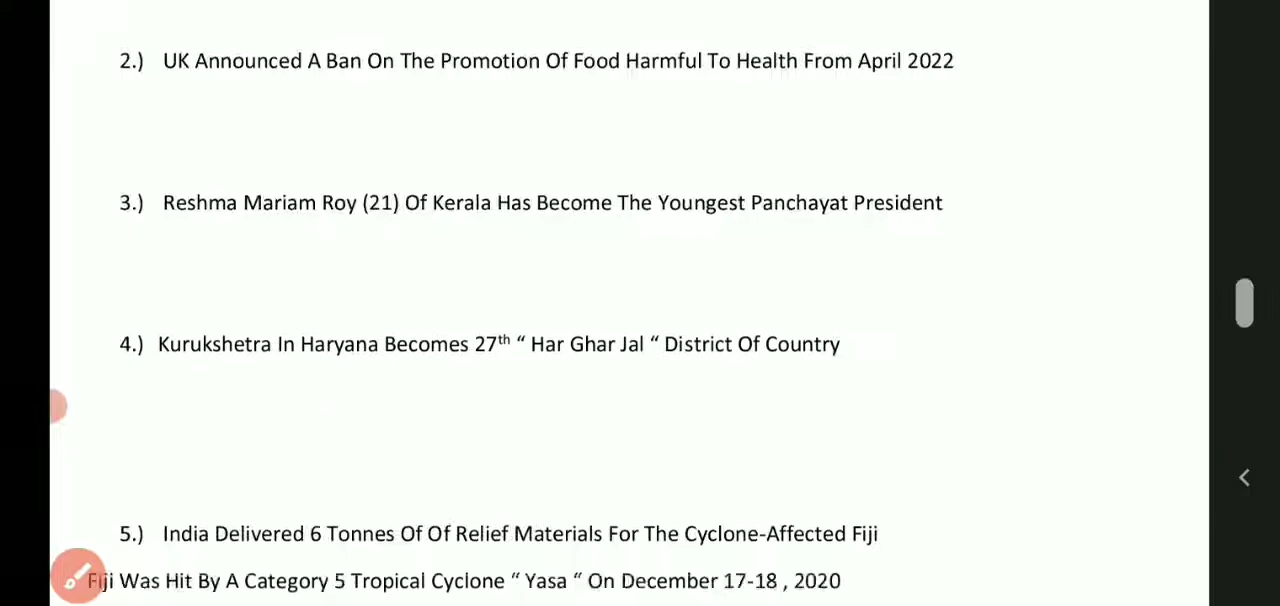 2.) UK Announced A Ban On The Promotion Of Food Harmful To Health From April 2022
3.) Reshma Mariam Roy (21) Of Kerala Has Become The Youngest Panchayat President
4.) Kurukshetra In Haryana Becomes 27th “ Har Ghar Jal “ District Of Country
5.) India Delivered 6 Tonnes Of Of Relief Materials For The Cyclone-Affected Fiji
Fiji Was Hit By A Category 5 Tropical Cyclone “ Yasa “ On December 17-18 , 2020